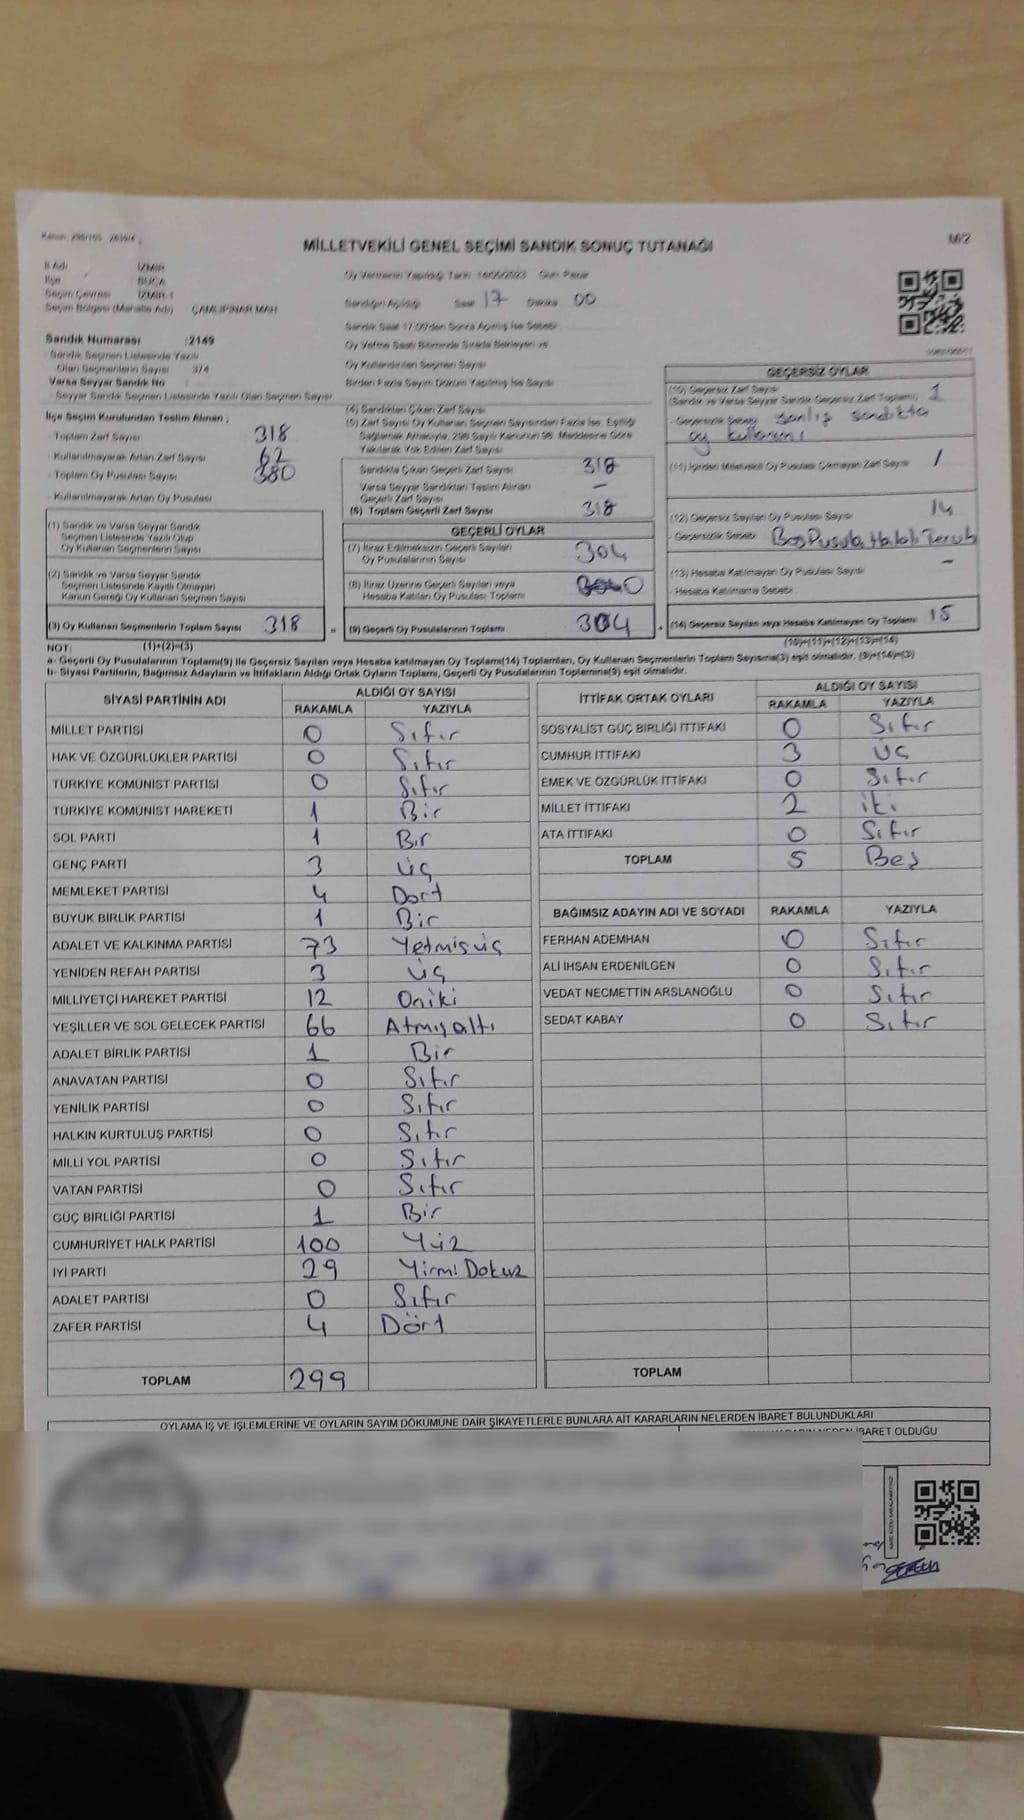 MİLLETVEKİLİ GENEL SEÇİMİ SANDIK SONUÇ TUTANAĞI
M/2
İl Adı İZMİR
İlçe BUCA
Seçim Çevresi İZMİR-1
Seçim Bölgesi (Mahalle Adı) ÇAMLIPINAR MAH
Oy Vermenin Yapıldığı Tarih 14/05/2023 Gün Pazar
Sandığın Açıldığı Saat 17 Dakika 00
Sandık Saat 17:00'den Sonra Açılmış İse Sebebi
Oy Verme Saati Bitiminde Sırada Bekleyen ve
Oy Kullandırılan Seçmen Sayısı
Birden Fazla Sayım Döküm Yapılmış İse Sayısı
Sandık Numarası :2149
- Sandık Seçmen Listesinde Yazılı
Olan Seçmenlerin Sayısı 374
Varsa Seyyar Sandık No :
- Seyyar Sandık Seçmen Listesinde Yazılı Olan Seçmen Sayısı
İlçe Seçim Kurulundan Teslim Alınan ;
- Toplam Zarf Sayısı 318
- Kullanılmayarak Artan Zarf Sayısı 62
- Toplam Oy Pusulası Sayısı 380
- Kullanılmayarak Artan Oy Pusulası
(1) Sandık ve Varsa Seyyar Sandık
Seçmen Listesinde Yazılı Olup
Oy Kullanan Seçmenlerin Sayısı
(2) Sandık ve Varsa Seyyar Sandık
Seçmen Listesinde Kayıtlı Olmayan
Kanun Gereği Oy Kullanan Seçmen Sayısı
(3) Oy Kullanan Seçmenlerin Toplam Sayısı 318
(4) Sandıktan Çıkan Zarf Sayısı
(5) Zarf Sayısı Oy Kullanan Seçmen Sayısından Fazla İse, Eşitliği
Sağlamak Amacıyla, 298 Sayılı Kanunun 98. Maddesine Göre
Yakılarak Yok Edilen Zarf Sayısı
Sandıkta Çıkan Geçerli Zarf Sayısı 318
Varsa Seyyar Sandıktan Teslim Alınan
Geçerli Zarf Sayısı -
(6) Toplam Geçerli Zarf Sayısı 318
GEÇERLİ OYLAR
(7) İtiraz Edilmeksizin Geçerli Sayılan
Oy Pusulalarının Sayısı 304
(8) İtiraz Üzerine Geçerli Sayılan veya
Hesaba Katılan Oy Pusulası Toplamı 0
= (9) Geçerli Oy Pusulalarının Toplamı 304
GEÇERSİZ OYLAR
(10) Geçersiz Zarf Sayısı
(Sandık ve Varsa Seyyar Sandık Geçersiz Zarf Toplamı) 1
- Geçersizlik Sebebi yanlış sandıkta
oy kullanımı
(11) İçinden Milletvekili Oy Pusulası Çıkmayan Zarf Sayısı /
(12) Geçersiz Sayılan Oy Pusulası Sayısı 14
- Geçersizlik Sebebi Boş Pusula, Hatalı Tercih
(13) Hesaba Katılmayan Oy Pusulası Sayısı -
- Hesaba Katılmama Sebebi
+ (14) Geçersiz Sayılan veya Hesaba Katılmayan Oy Toplamı 15
NOT: (1)+(2)=(3)
(10)+(11)+(12)+(13)=(14)
a- Geçerli Oy Pusulalarının Toplamı(9) ile Geçersiz Sayılan veya Hesaba katılmayan Oy Toplamı(14) Toplamları, Oy Kullanan Seçmenlerin Toplam Sayısına(3) eşit olmalıdır. (9)+(14)=(3)
b- Siyasi Partilerin, Bağımsız Adayların ve İttifakların Aldığı Ortak Oyların Toplamı, Geçerli Oy Pusulalarının Toplamına(9) eşit olmalıdır.
SİYASİ PARTİNİN ADI ALDIĞI OY SAYISI
RAKAMLA YAZIYLA
MİLLET PARTİSİ 0 Sıfır
HAK VE ÖZGÜRLÜKLER PARTİSİ 0 Sıfır
TÜRKİYE KOMÜNİST PARTİSİ 0 Sıfır
TÜRKİYE KOMÜNİST HAREKETİ 1 Bir
SOL PARTİ 1 Bir
GENÇ PARTİ 3 üç
MEMLEKET PARTİSİ 4 Dört
BÜYÜK BİRLİK PARTİSİ 1 Bir
ADALET VE KALKINMA PARTİSİ 73 Yetmişüç
YENİDEN REFAH PARTİSİ 3 üç
MİLLİYETÇİ HAREKET PARTİSİ 12 Oniki
YEŞİLLER VE SOL GELECEK PARTİSİ 66 Atmışaltı
ADALET BİRLİK PARTİSİ 1 Bir
ANAVATAN PARTİSİ 0 Sıfır
YENİLİK PARTİSİ 0 Sıfır
HALKIN KURTULUŞ PARTİSİ 0 Sıfır
MİLLİ YOL PARTİSİ 0 Sıfır
VATAN PARTİSİ 0 Sıfır
GÜÇ BİRLİĞİ PARTİSİ 1 Bir
CUMHURİYET HALK PARTİSİ 100 Yüz
İYİ PARTİ 29 Yirmi Dokuz
ADALET PARTİSİ 0 Sıfır
ZAFER PARTİSİ 4 Dört
TOPLAM 299
İTTİFAK ORTAK OYLARI ALDIĞI OY SAYISI
RAKAMLA YAZIYLA
SOSYALİST GÜÇ BİRLİĞİ İTTİFAKI 0 Sıfır
CUMHUR İTTİFAKI 3 üç
EMEK VE ÖZGÜRLÜK İTTİFAKI 0 Sıfır
MİLLET İTTİFAKI 2 iki
ATA İTTİFAKI 0 Sıfır
TOPLAM 5 Beş
BAĞIMSIZ ADAYIN ADI VE SOYADI RAKAMLA YAZIYLA
FERHAN ADEMHAN 0 Sıfır
ALİ İHSAN ERDENİLGEN 0 Sıfır
VEDAT NECMETTİN ARSLANOĞLU 0 Sıfır
SEDAT KABAY 0 Sıfır
TOPLAM
OYLAMA İŞ VE İŞLEMLERİNE VE OYLARIN SAYIM DÖKÜMÜNE DAİR ŞİKAYETLERLE BUNLARA AİT KARARLARIN NELERDEN İBARET BULUNDUKLARI
İBARET OLDUĞU